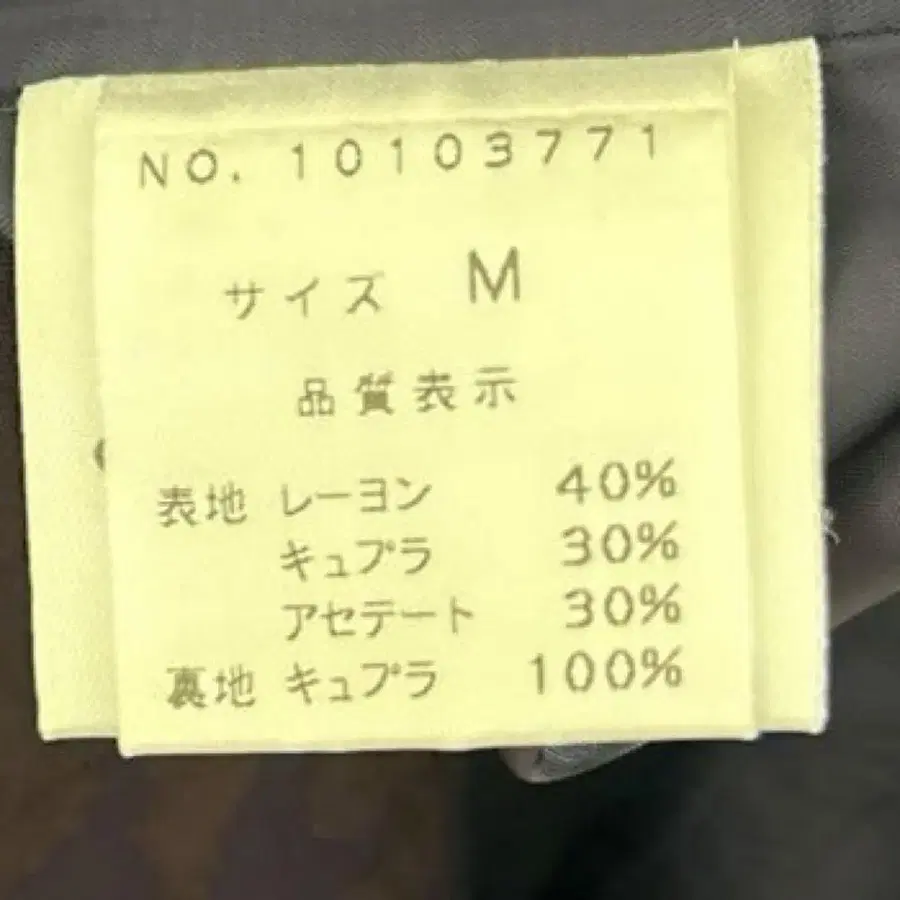 NO. 10103771
サイズ M
品質表示
表地 レーヨン 40%
キュプラ 30%
アセテート 30%
裏地 キュプラ 100%